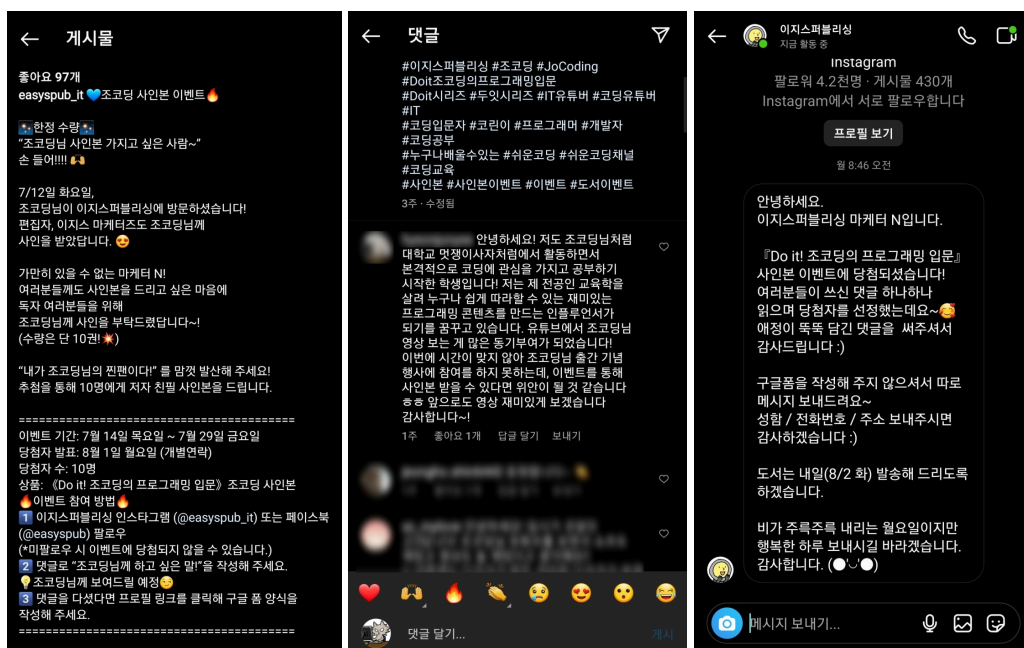 게시물
좋아요 97개
easyspub_it 💙조코딩 사인본 이벤트🔥
🎇한정 수량🎇
“조코딩님 사인본 가지고 싶은 사람~”
손 들어!!!! 🙌
7/12일 화요일,
조코딩님이 이지스퍼블리싱에 방문하셨습니다!
편집자, 이지스 마케터즈도 조코딩님께
사인을 받았답니다. 😍
가만히 있을 수 없는 마케터 N!
여러분들께도 사인본을 드리고 싶은 마음에
독자 여러분들을 위해
조코딩님께 사인을 부탁드렸답니다~!
(수량은 단 10권!💥)
“내가 조코딩님의 찐팬이다!” 를 맘껏 발산해 주세요!
추첨을 통해 10명에게 저자 친필 사인본을 드립니다.
========================================
이벤트 기간: 7월 14일 목요일 ~ 7월 29일 금요일
당첨자 발표: 8월 1일 월요일 (개별연락)
당첨자 수: 10명
상품: 《Do it! 조코딩의 프로그래밍 입문》 조코딩 사인본
🔥이벤트 참여 방법🔥
1️⃣ 이지스퍼블리싱 인스타그램 (@easyspub_it) 또는 페이스북
(@easyspub) 팔로우
(*미팔로우 시 이벤트에 당첨되지 않을 수 있습니다.)
2️⃣ 댓글로 “조코딩님께 하고 싶은 말!”을 작성해 주세요.
💡조코딩님께 보여드릴 예정😏
3️⃣ 댓글을 다셨다면 프로필 링크를 클릭해 구글 폼 양식을
작성해 주세요.
========================================
댓글
#이지스퍼블리싱 #조코딩 #JoCoding
#Doit조코딩의프로그래밍입문
#Doit시리즈 #두잇시리즈 #IT유튜버 #코딩유튜버
#IT
#코딩입문자 #코린이 #프로그래머 #개발자
#코딩공부
#누구나배울수있는 #쉬운코딩 #쉬운코딩채널
#코딩교육
#사인본 #사인본이벤트 #이벤트 #도서이벤트
3주 · 수정됨
안녕하세요! 저도 조코딩님처럼
대학교 멋쟁이사자처럼에서 활동하면서
본격적으로 코딩에 관심을 가지고 공부하기
시작한 학생입니다! 저는 제 전공인 교육학을
살려 누구나 쉽게 따라할 수 있는 재미있는
프로그래밍 콘텐츠를 만드는 인플루언서가
되기를 꿈꾸고 있습니다. 유튜브에서 조코딩님
영상 보는 게 많은 동기부여가 되었습니다!
이번에 시간이 맞지 않아 조코딩님 출간 기념
행사에 참여를 하지 못하는데, 이벤트를 통해
사인본 받을 수 있다면 위안이 될 것 같습니다
ㅎㅎ 앞으로도 영상 재미있게 보겠습니다
감사합니다~!
1주 좋아요 1개 답글 달기 보내기
댓글 달기...
게시
이지스퍼블리싱
지금 활동 중
Instagram
팔로워 4.2천명 · 게시물 430개
Instagram에서 서로 팔로우합니다
프로필 보기
월 8:46 오전
안녕하세요.
이지스퍼블리싱 마케터 N입니다.
『Do it! 조코딩의 프로그래밍 입문』
사인본 이벤트에 당첨되셨습니다!
여러분들이 쓰신 댓글 하나하나
읽으며 당첨자를 선정했는데요~🥰
애정이 뚝뚝 담긴 댓글을 써주셔서
감사드립니다 :)
구글폼을 작성해 주지 않으셔서 따로
메시지 보내드려요~
성함 / 전화번호 / 주소 보내주시면
감사하겠습니다 :)
도서는 내일(8/2 화) 발송해 드리도록
하겠습니다.
비가 주륵주륵 내리는 월요일이지만
행복한 하루 보내시길 바라겠습니다.
감사합니다. (●'◡'●)
메시지 보내기...